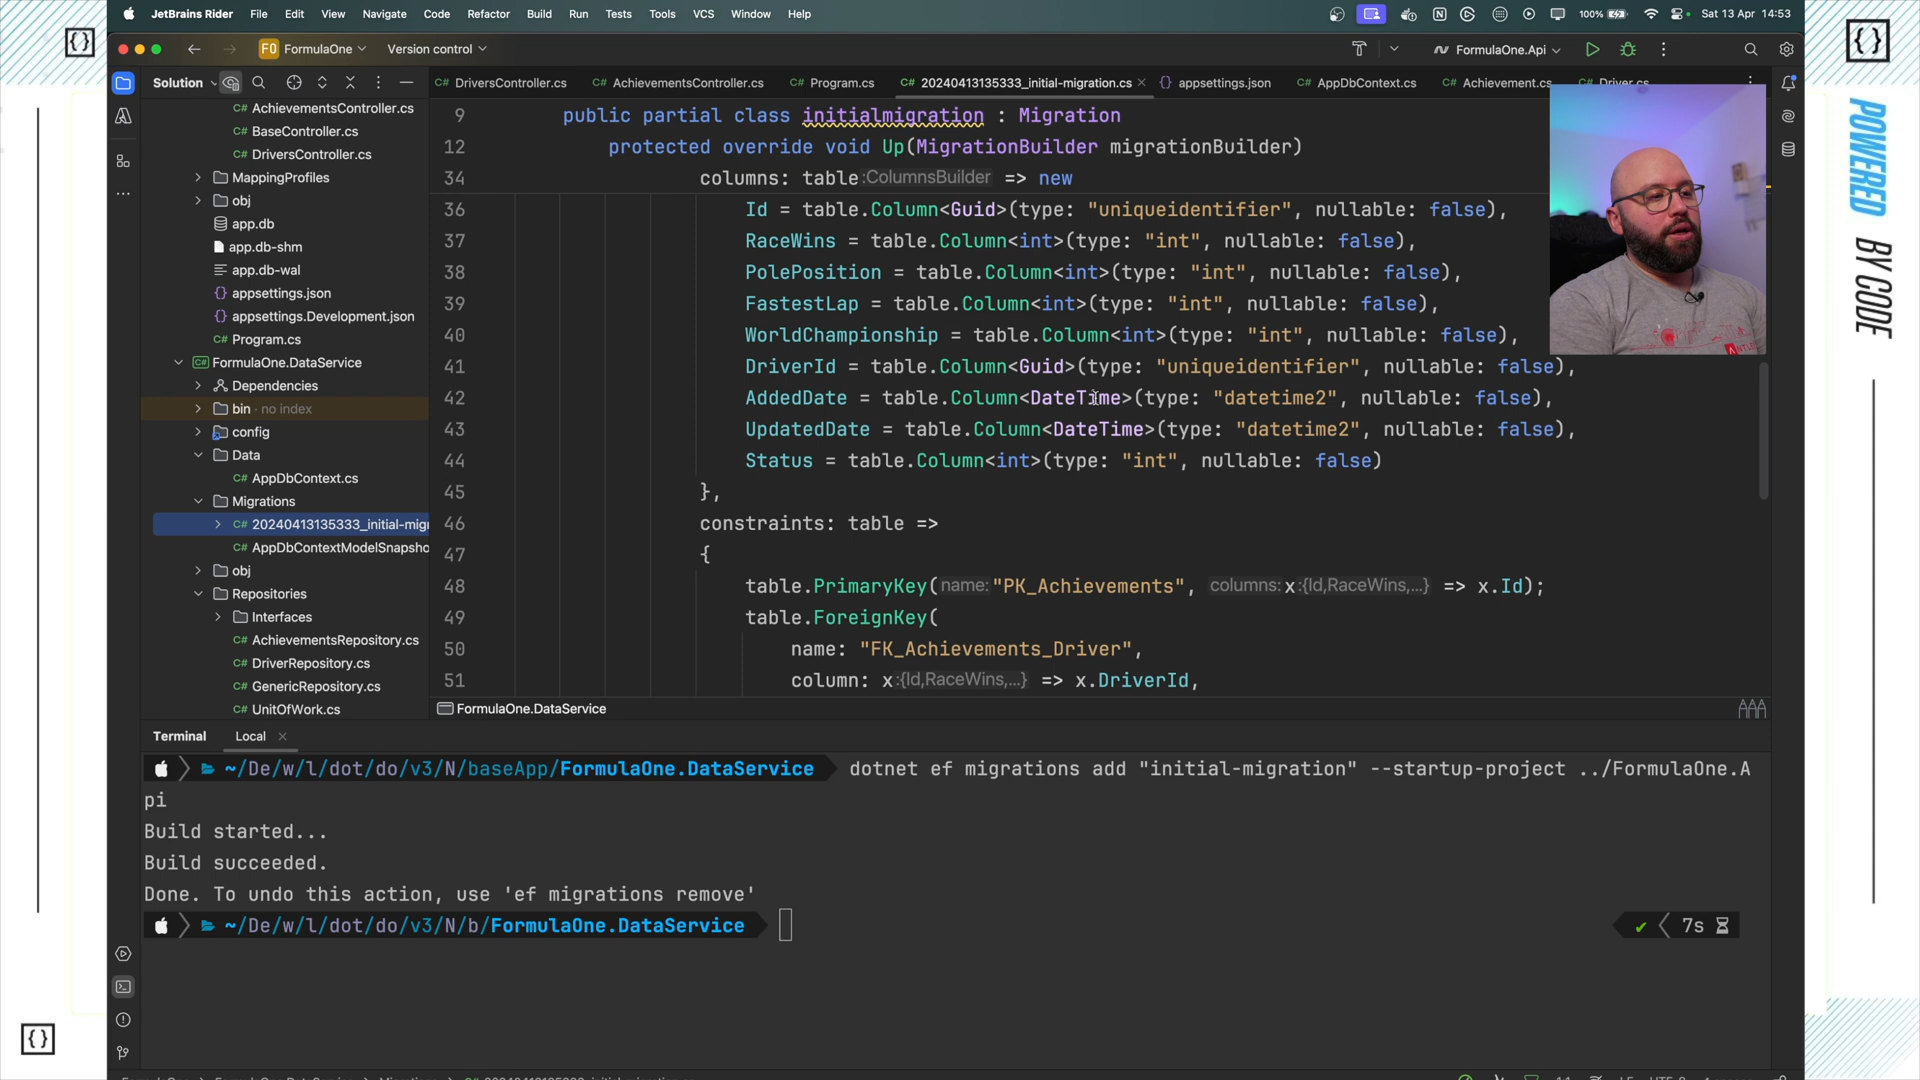 JetBrains Rider File Edit View Navigate Code Refactor Build Run Tests Tools VCS Window Help
100% Sat 13 Apr 14:53
F0 FormulaOne Version control
FormulaOne.Api
Solution
DriversController.cs AchievementsController.cs Program.cs 20240413135333_initial-migration.cs appsettings.json AppDbContext.cs Achievement.cs Driver.cs
AchievementsController.cs
BaseController.cs
DriversController.cs
MappingProfiles
obj
app.db
app.db-shm
app.db-wal
appsettings.json
appsettings.Development.json
Program.cs
FormulaOne.DataService
Dependencies
bin · no index
config
Data
AppDbContext.cs
Migrations
20240413135333_initial-migr
AppDbContextModelSnapsho
obj
Repositories
Interfaces
AchievementsRepository.cs
DriverRepository.cs
GenericRepository.cs
UnitOfWork.cs
9 public partial class initialmigration : Migration
12 protected override void Up(MigrationBuilder migrationBuilder)
34 columns: table :ColumnsBuilder => new
36 Id = table.Column<Guid>(type: "uniqueidentifier", nullable: false),
37 RaceWins = table.Column<int>(type: "int", nullable: false),
38 PolePosition = table.Column<int>(type: "int", nullable: false),
39 FastestLap = table.Column<int>(type: "int", nullable: false),
40 WorldChampionship = table.Column<int>(type: "int", nullable: false),
41 DriverId = table.Column<Guid>(type: "uniqueidentifier", nullable: false),
42 AddedDate = table.Column<DateTime>(type: "datetime2", nullable: false),
43 UpdatedDate = table.Column<DateTime>(type: "datetime2", nullable: false),
44 Status = table.Column<int>(type: "int", nullable: false)
45 },
46 constraints: table =>
47 {
48 table.PrimaryKey( name: "PK_Achievements", columns: x :{Id,RaceWins,...} => x.Id);
49 table.ForeignKey(
50 name: "FK_Achievements_Driver",
51 column: x :{Id,RaceWins,...} => x.DriverId,
FormulaOne.DataService
Terminal Local
~/De/w/l/dot/do/v3/N/baseApp/FormulaOne.DataService dotnet ef migrations add "initial-migration" --startup-project ../FormulaOne.A
pi
Build started...
Build succeeded.
Done. To undo this action, use 'ef migrations remove'
~/De/w/l/dot/do/v3/N/b/FormulaOne.DataService
7s
POWERED
BY CODE